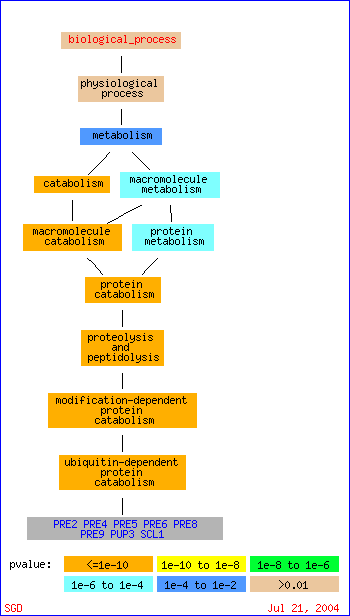 biological_process
physiological
process
metabolism
catabolism
macromolecule
metabolism
macromolecule
catabolism
protein
metabolism
protein
catabolism
proteolysis
and
peptidolysis
modification-dependent
protein
catabolism
ubiquitin-dependent
protein
catabolism
PRE2 PRE4 PRE5 PRE6 PRE8
PRE9 PUP3 SCL1
pvalue: <=1e-10 1e-10 to 1e-8 1e-8 to 1e-6
1e-6 to 1e-4 1e-4 to 1e-2 >0.01
SGD Jul 21, 2004